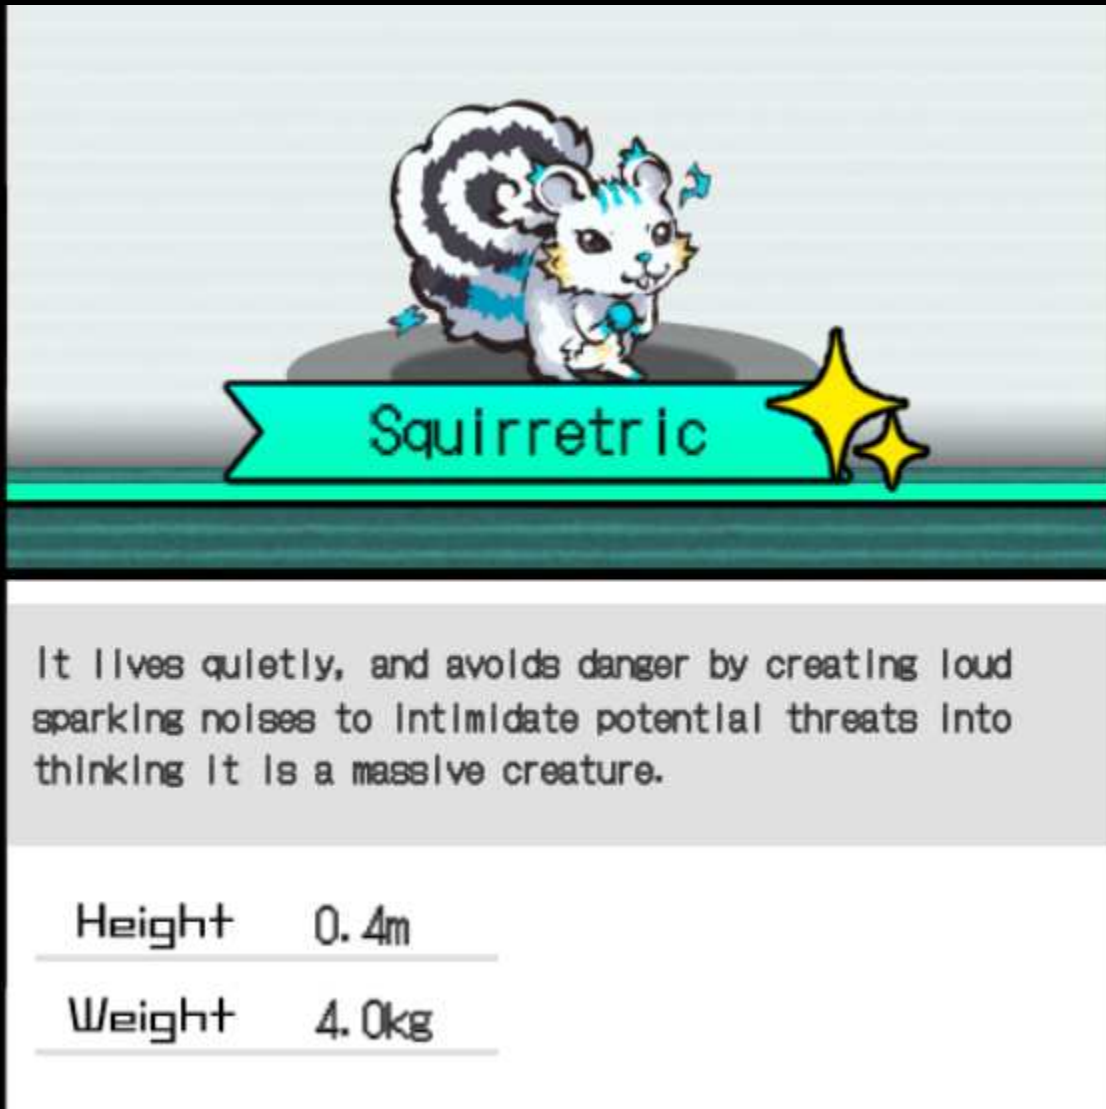 Squirretric
It lives quietly, and avoids danger by creating loud
sparking noises to intimidate potential threats into
thinking it is a massive creature.
Height 0.4m
Weight 4.0kg